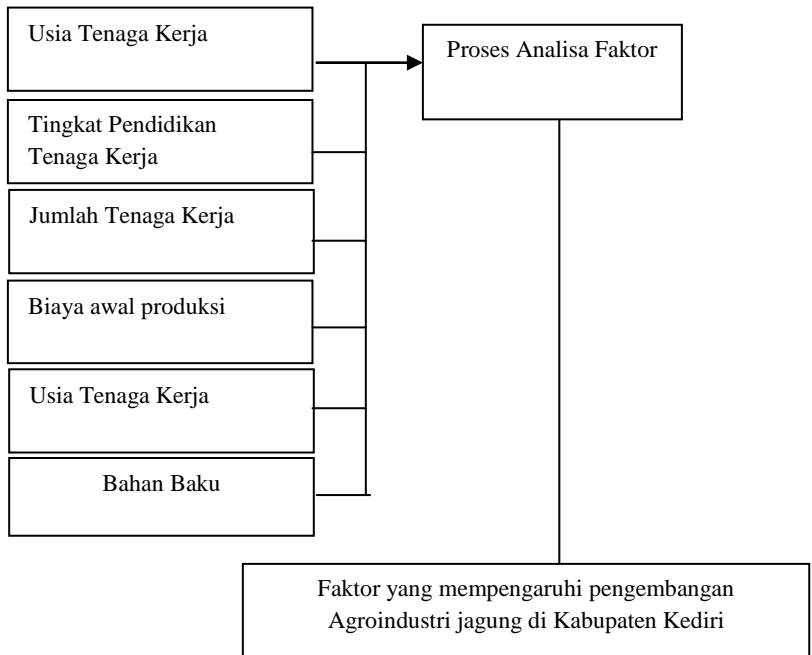 Usia Tenaga Kerja
Proses Analisa Faktor
Tingkat Pendidikan
Tenaga Kerja
Jumlah Tenaga Kerja
Biaya awal produksi
Usia Tenaga Kerja
Bahan Baku
Faktor yang mempengaruhi pengembangan
Agroindustri jagung di Kabupaten Kediri